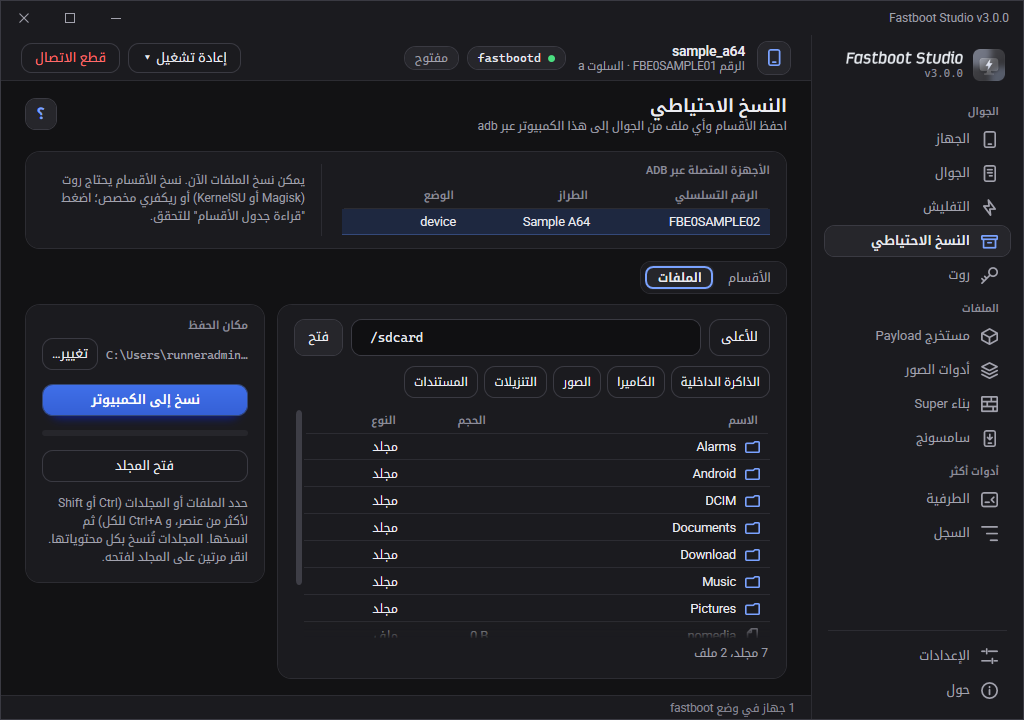 Fastboot Studio v3.0.0
Fastboot Studio
v3.0.0
الجوال
الجهاز
الجوال
التفليش
النسخ الاحتياطي
روت
الملفات
مستخرج Payload
أدوات الصور
بناء Super
سامسونج
أدوات أكثر
الطرفية
السجل
الإعدادات
حول
sample_a64
الرقم FBE0SAMPLE01 · السلوت a
fastbootd
مفتوح
إعادة تشغيل
قطع الاتصال
النسخ الاحتياطي
احفظ الأقسام وأي ملف من الجوال إلى هذا الكمبيوتر عبر adb
؟
الأجهزة المتصلة عبر ADB
الرقم التسلسلي الطراز الوضع
FBE0SAMPLE02 Sample A64 device
يمكن نسخ الملفات الآن. نسخ الأقسام يحتاج روت
(Magisk أو KernelSU) أو ريكفري مخصص؛ اضغط
"قراءة جدول الأقسام" للتحقق.
الأقسام الملفات
للأعلى
/sdcard
فتح
الذاكرة الداخلية الكاميرا الصور التنزيلات المستندات
الاسم الحجم النوع
Alarms مجلد
Android مجلد
DCIM مجلد
Documents مجلد
Download مجلد
Music مجلد
Pictures مجلد
nomedia 0 B ملف
7 مجلد، 2 ملف
مكان الحفظ
C:\Users\runneradmin…
تغيير...
نسخ إلى الكمبيوتر
فتح المجلد
حدد الملفات أو المجلدات (Ctrl أو Shift
لأكثر من عنصر، و Ctrl+A للكل) ثم
انسخها. المجلدات تُنسخ بكل محتوياتها.
انقر مرتين على المجلد لفتحه.
1 جهاز في وضع fastboot